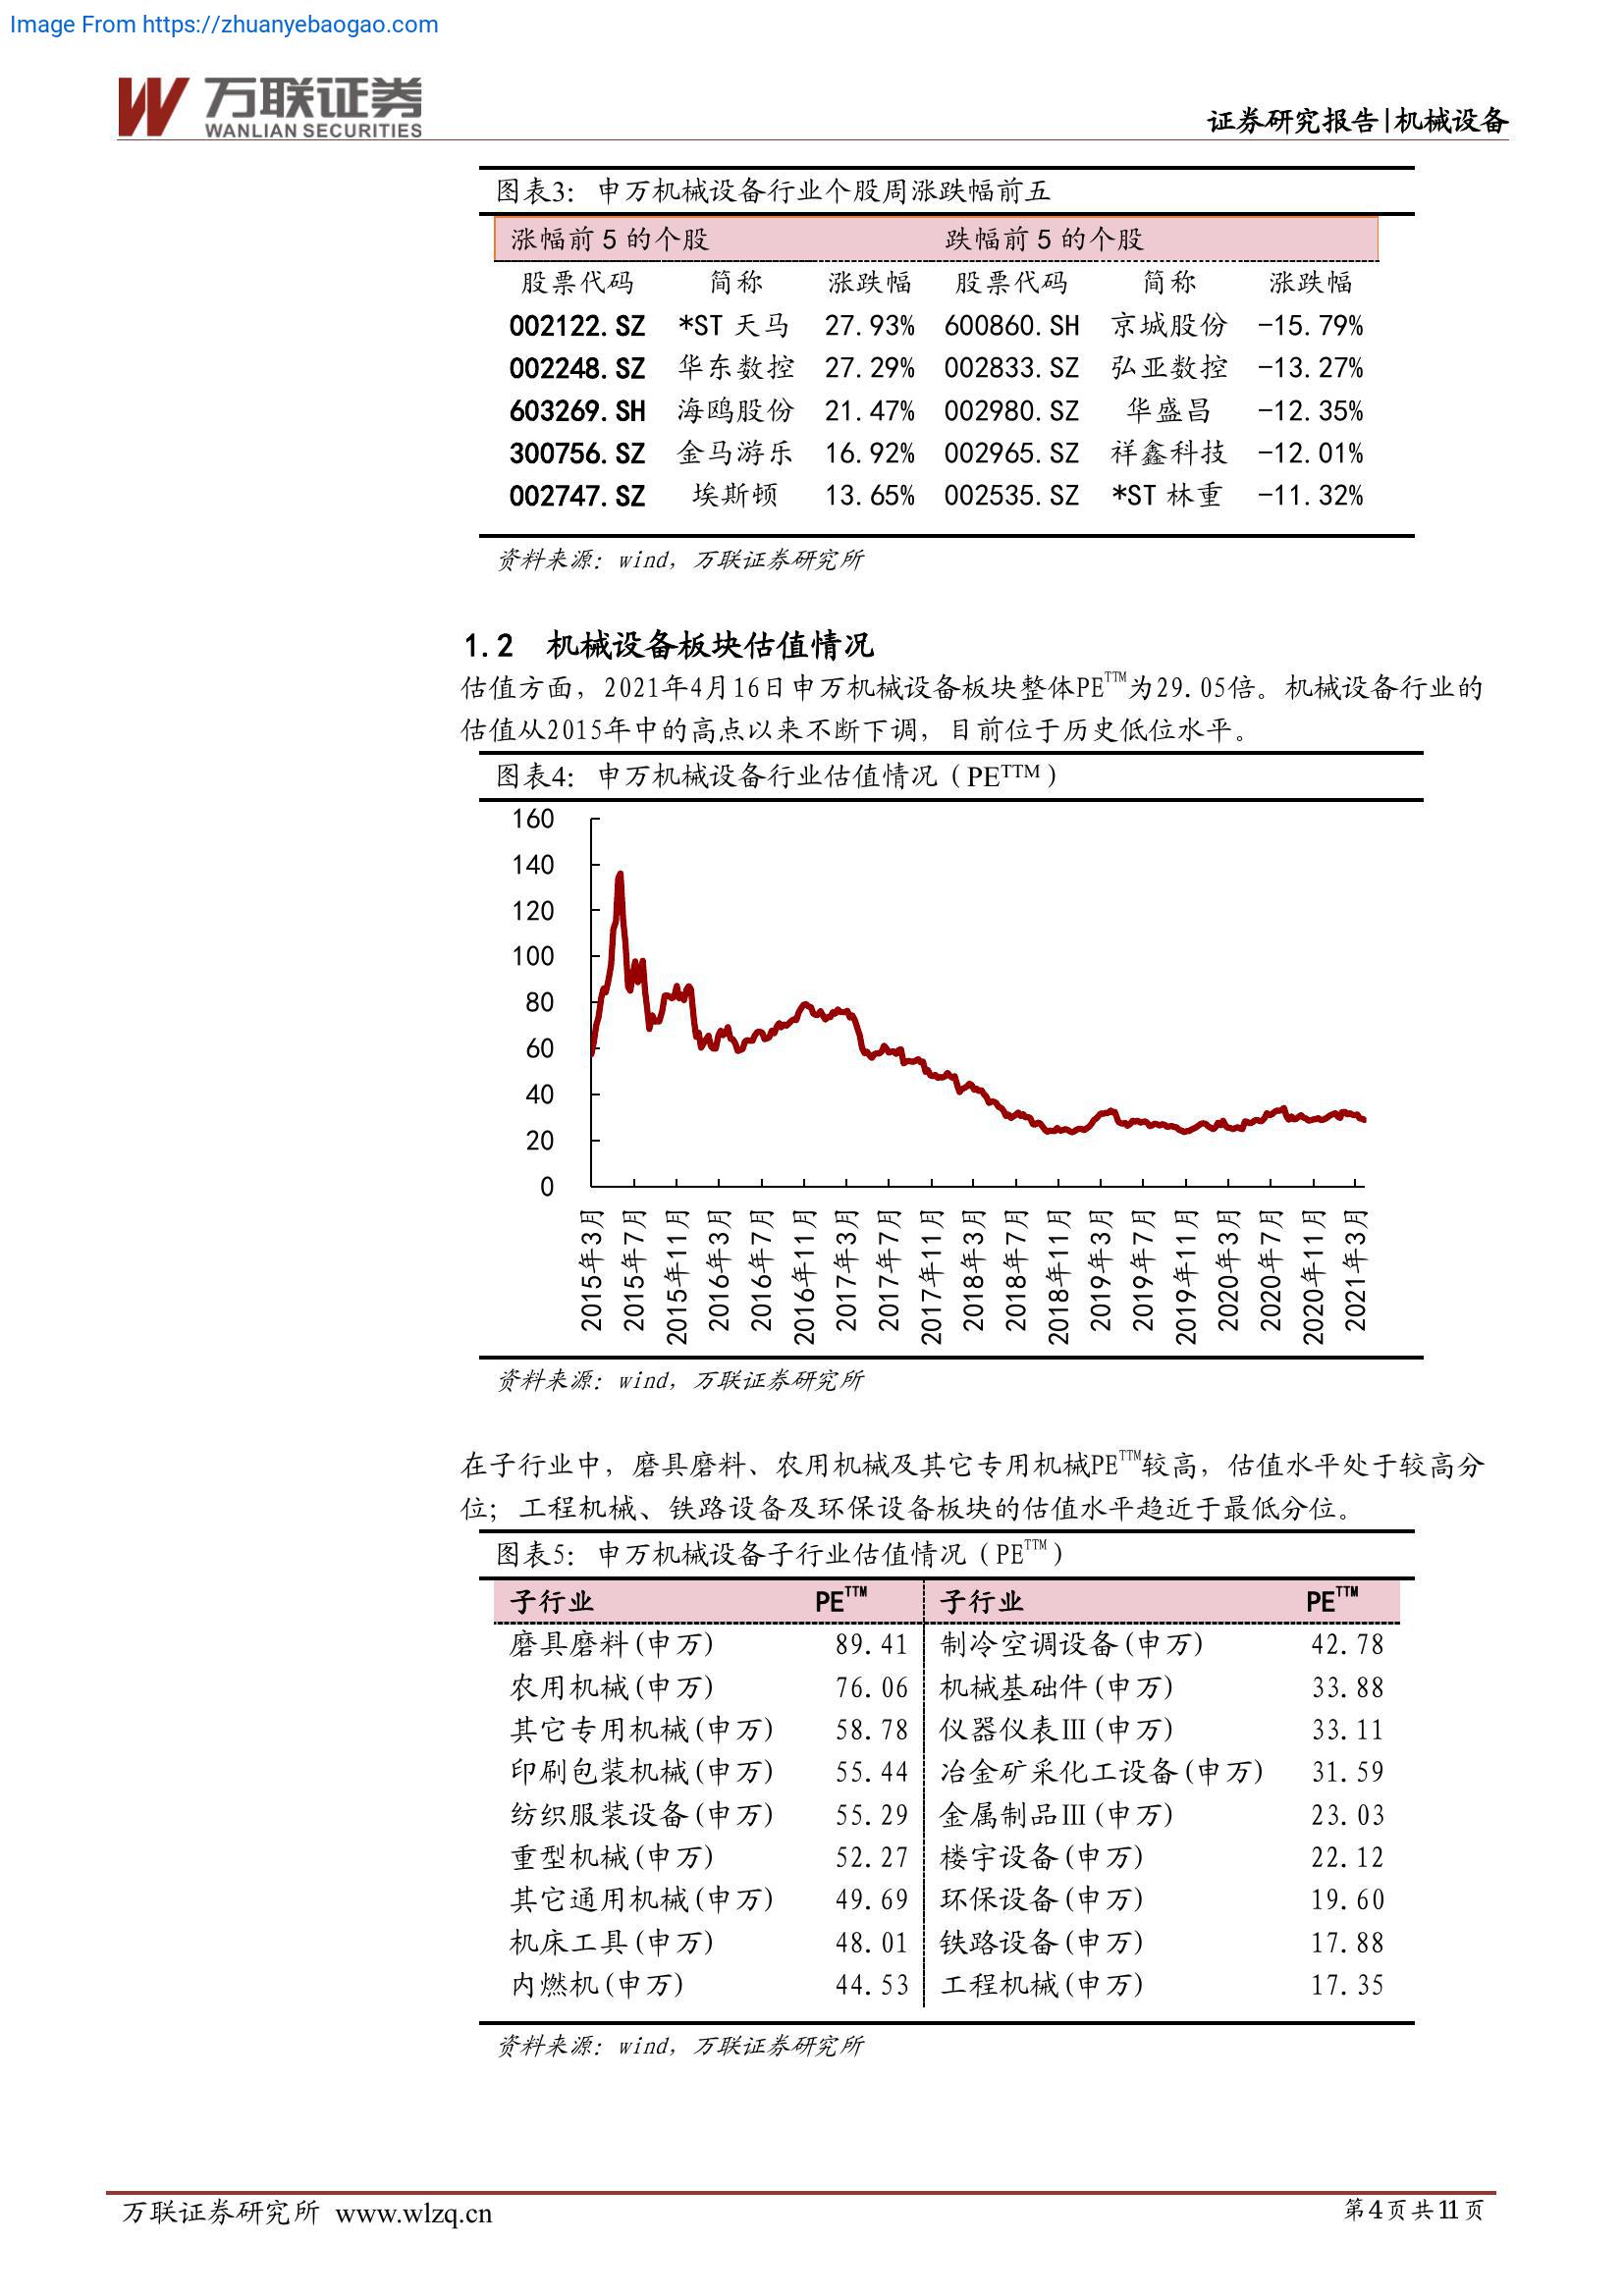 Image From https://zhuanyebaogao.com
万联证券
WANLIAN SECURITIES
证券研究报告|机械设备
图表3：申万机械设备行业个股周涨跌幅前五
涨幅前 5 的个股 跌幅前 5 的个股
股票代码 简称 涨跌幅 股票代码 简称 涨跌幅
002122.SZ *ST 天马 27.93% 600860.SH 京城股份 -15.79%
002248.SZ 华东数控 27.29% 002833.SZ 弘亚数控 -13.27%
603269.SH 海鸥股份 21.47% 002980.SZ 华盛昌 -12.35%
300756.SZ 金马游乐 16.92% 002965.SZ 祥鑫科技 -12.01%
002747.SZ 埃斯顿 13.65% 002535.SZ *ST 林重 -11.32%
资料来源：wind，万联证券研究所
1.2 机械设备板块估值情况
估值方面，2021年4月16日申万机械设备板块整体PE^TTM为29.05倍。机械设备行业的
估值从2015年中的高点以来不断下调，目前位于历史低位水平。
图表4：申万机械设备行业估值情况（PE^TTM）
160
140
120
100
80
60
40
20
0
2015年3月 2015年7月 2015年11月 2016年3月 2016年7月 2016年11月 2017年3月 2017年7月 2017年11月 2018年3月 2018年7月 2018年11月 2019年3月 2019年7月 2019年11月 2020年3月 2020年7月 2020年11月 2021年3月
资料来源：wind，万联证券研究所
在子行业中，磨具磨料、农用机械及其它专用机械PE^TTM较高，估值水平处于较高分
位；工程机械、铁路设备及环保设备板块的估值水平趋近于最低分位。
图表5：申万机械设备子行业估值情况（PE^TTM）
子行业 PE^TTM 子行业 PE^TTM
磨具磨料(申万) 89.41 制冷空调设备(申万) 42.78
农用机械(申万) 76.06 机械基础件(申万) 33.88
其它专用机械(申万) 58.78 仪器仪表Ⅲ(申万) 33.11
印刷包装机械(申万) 55.44 冶金矿采化工设备(申万) 31.59
纺织服装设备(申万) 55.29 金属制品Ⅲ(申万) 23.03
重型机械(申万) 52.27 楼宇设备(申万) 22.12
其它通用机械(申万) 49.69 环保设备(申万) 19.60
机床工具(申万) 48.01 铁路设备(申万) 17.88
内燃机(申万) 44.53 工程机械(申万) 17.35
资料来源：wind，万联证券研究所
万联证券研究所 www.wlzq.cn 第4页共11页